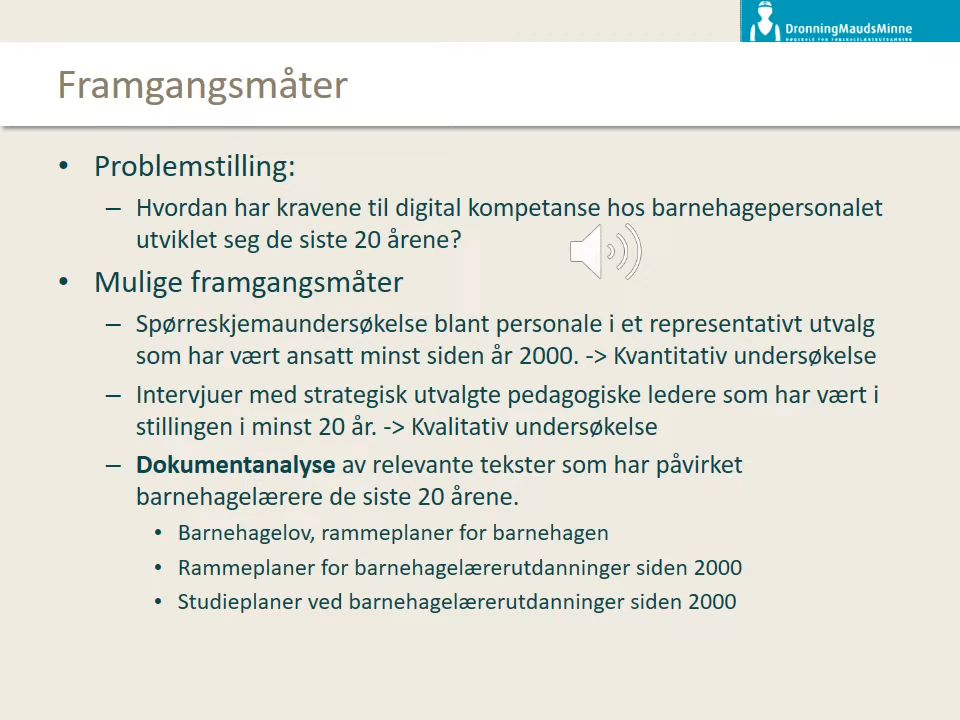 DronningMaudsMinne
HØGSKOLE FOR FØRSKOLELÆRERUTDANNING
Framgangsmåter
• Problemstilling:
– Hvordan har kravene til digital kompetanse hos barnehagepersonalet
utviklet seg de siste 20 årene?
• Mulige framgangsmåter
– Spørreskjemaundersøkelse blant personale i et representativt utvalg
som har vært ansatt minst siden år 2000. -> Kvantitativ undersøkelse
– Intervjuer med strategisk utvalgte pedagogiske ledere som har vært i
stillingen i minst 20 år. -> Kvalitativ undersøkelse
– Dokumentanalyse av relevante tekster som har påvirket
barnehagelærere de siste 20 årene.
• Barnehagelov, rammeplaner for barnehagen
• Rammeplaner for barnehagelærerutdanninger siden 2000
• Studieplaner ved barnehagelærerutdanninger siden 2000